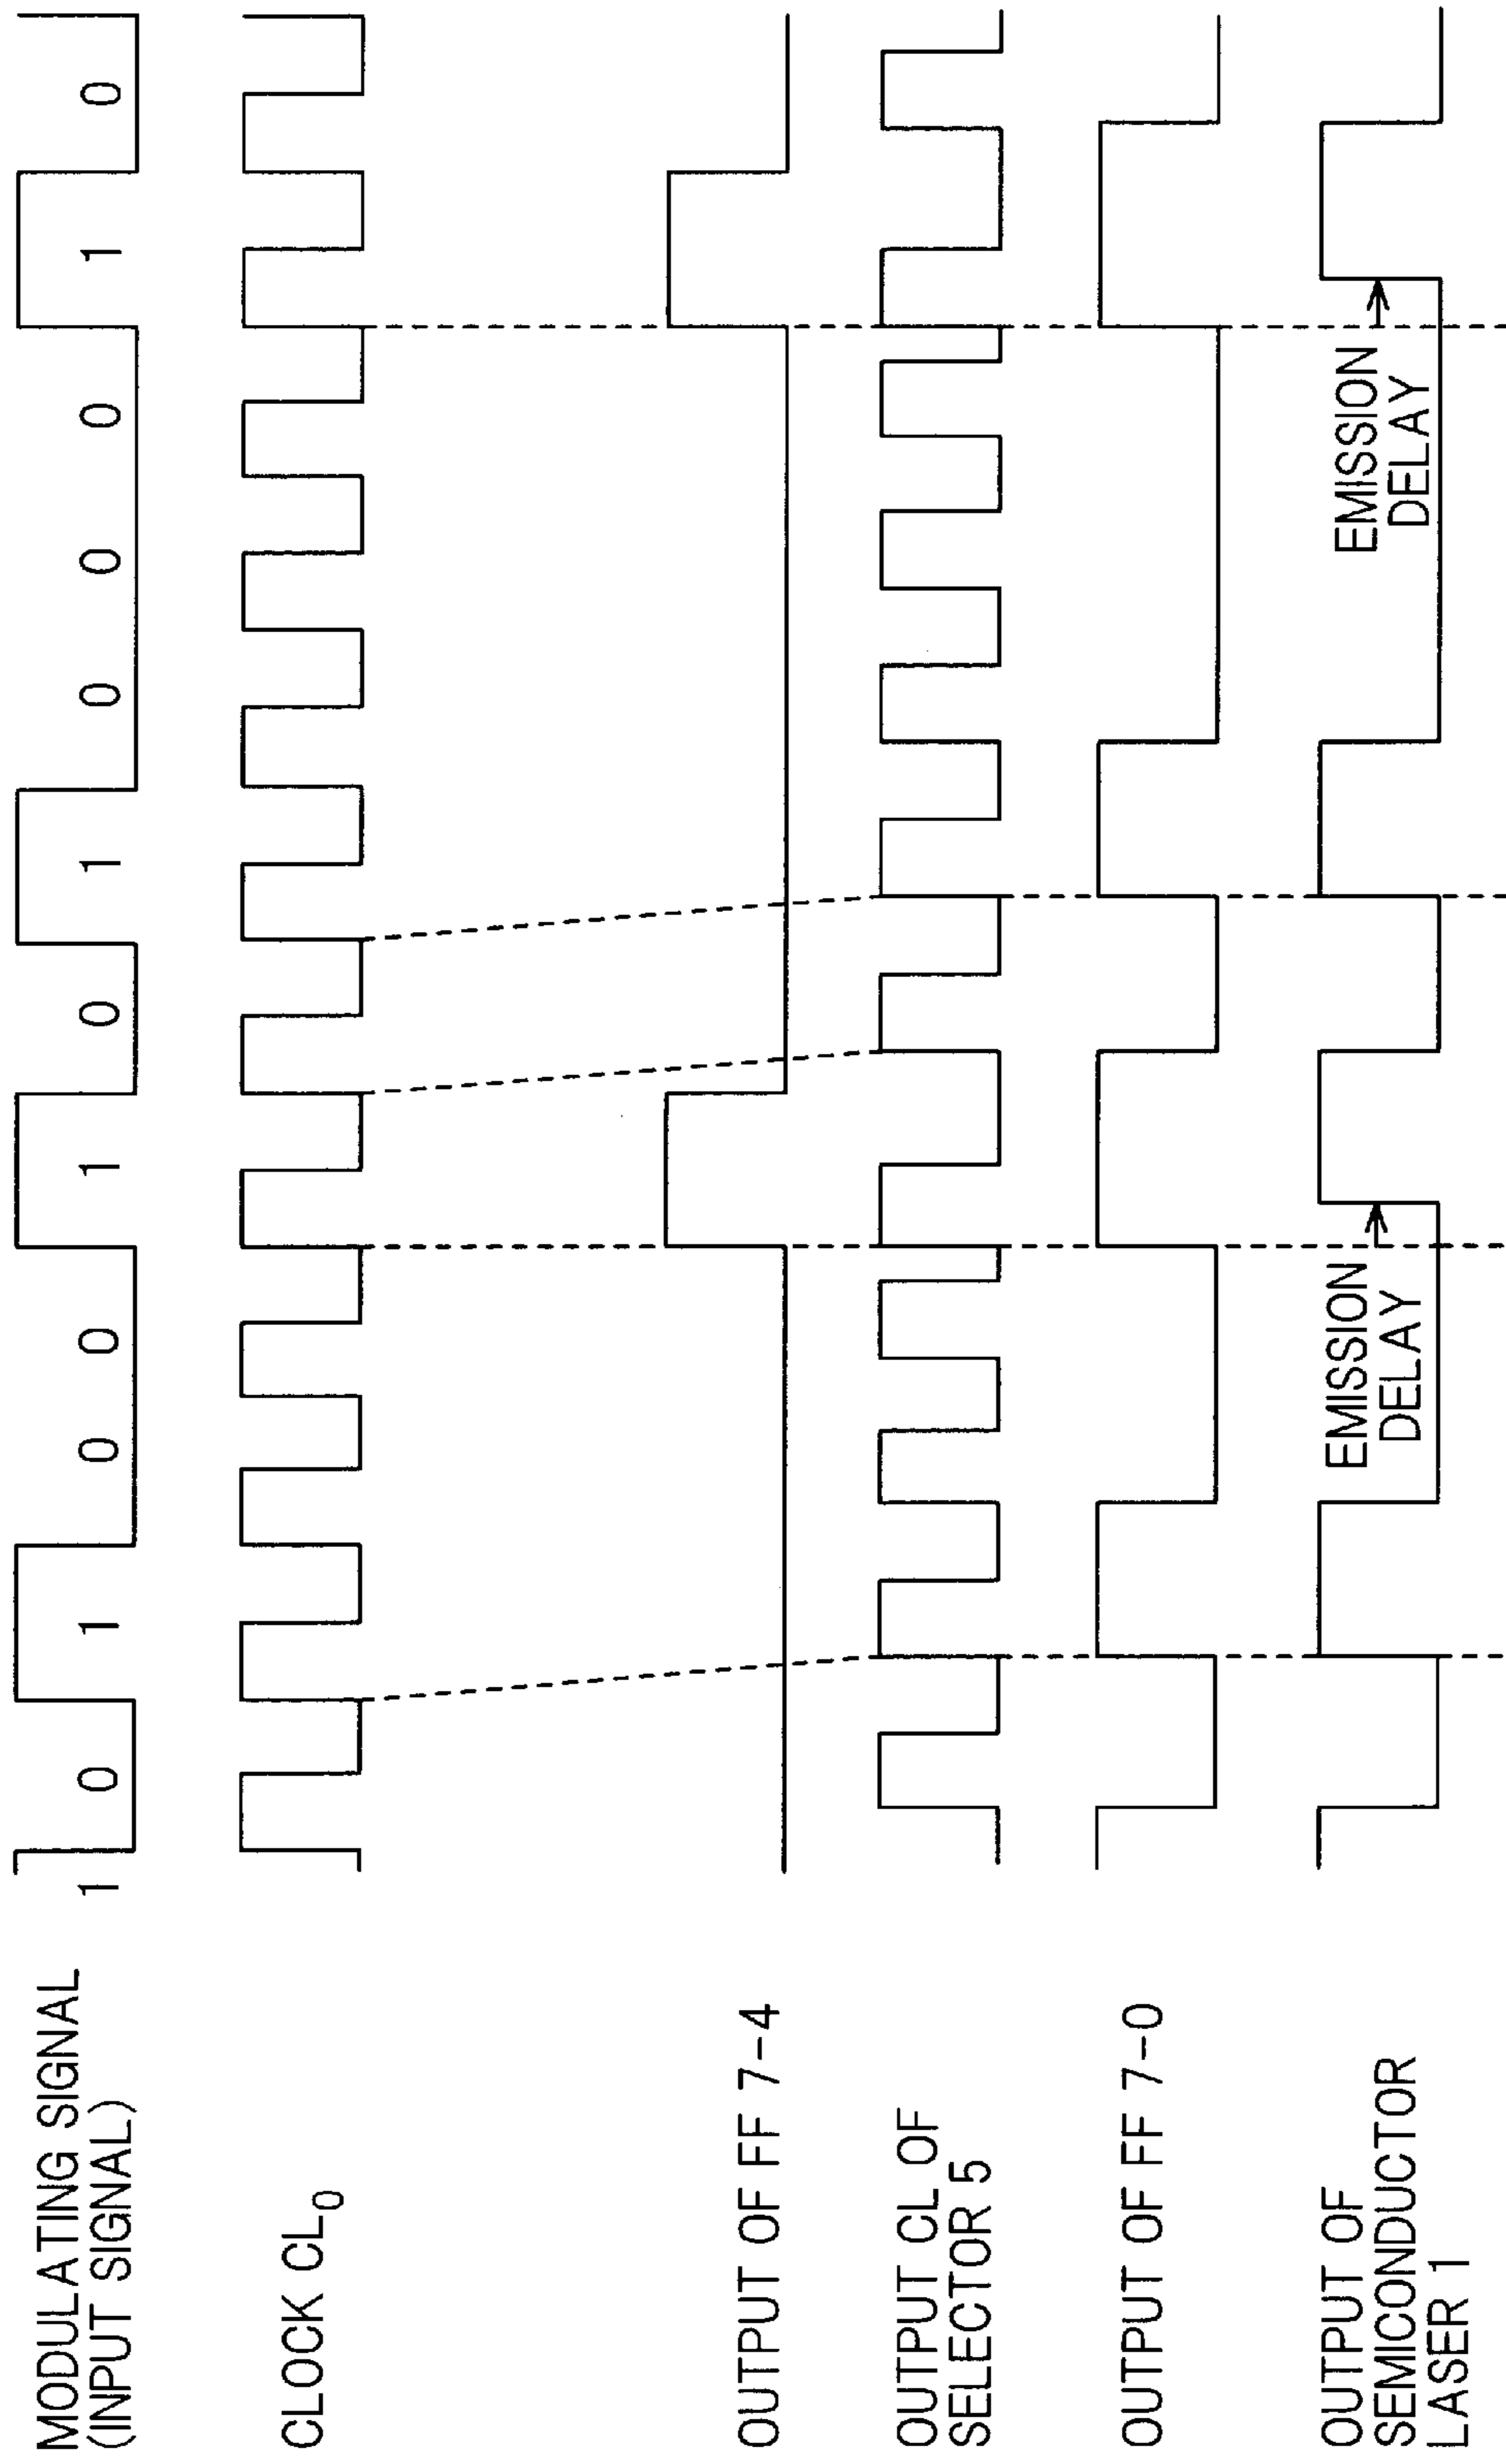 MODULATING SIGNAL
(INPUT SIGNAL)
1 0 1 0 0 1 0 1 0 0 0 1 0
CLOCK CL0
OUTPUT OF FF 7-4
OUTPUT CL OF
SELECTOR 5
OUTPUT OF FF 7-0
OUTPUT OF
SEMICONDUCTOR
LASER 1
EMISSION
DELAY
EMISSION
DELAY